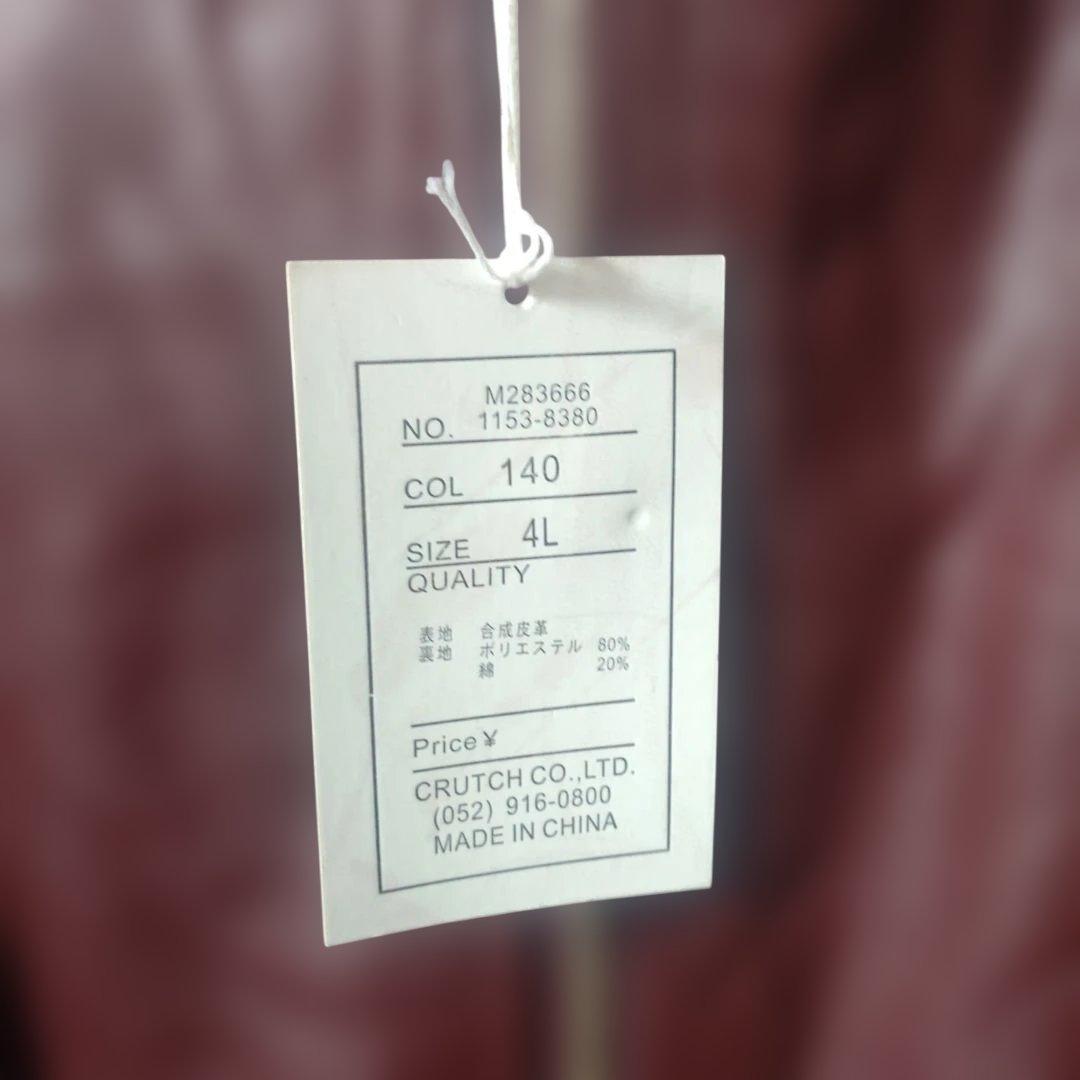 M283666
NO. 1153-8380
COL 140
SIZE 4L
QUALITY
表地 合成皮革
裏地 ポリエステル 80%
綿 20%
Price¥
CRUTCH CO.,LTD.
(052) 916-0800
MADE IN CHINA